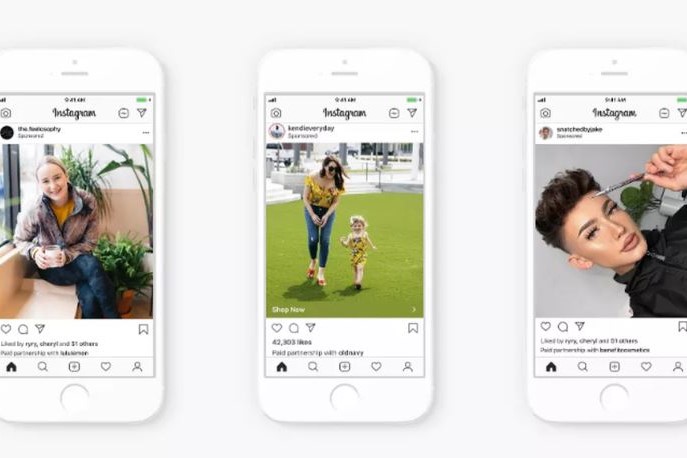 9:41 AM
Instagram
the.feelosophy
Sponsored
Liked by ryry, cheryl and 51 others
Paid partnership with lululemon
9:41 AM
Instagram
kendieveryday
Sponsored
Shop Now
42,303 likes
Paid partnership with oldnavy
9:41 AM
Instagram
snatchedbyjake
Sponsored
Liked by ryry, cheryl and 51 others
Paid partnership with benefitcosmetics